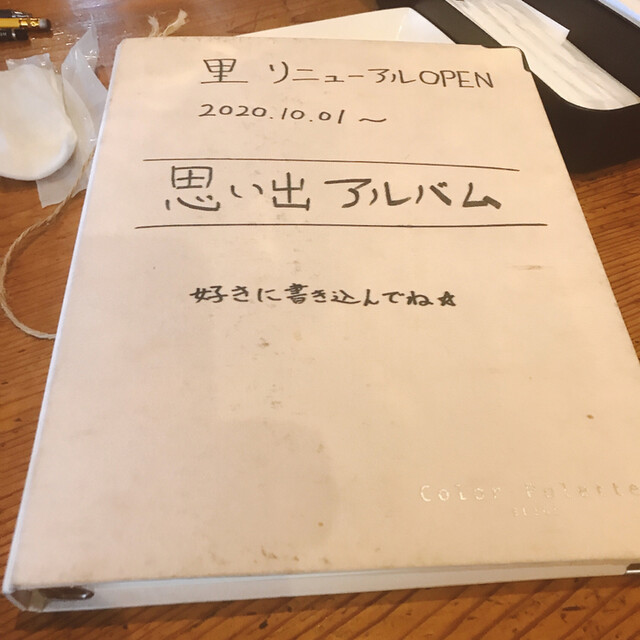 里 リニューアルOPEN
2020.10.01～
思い出アルバム
好きに書き込んでね☆
Color Palette